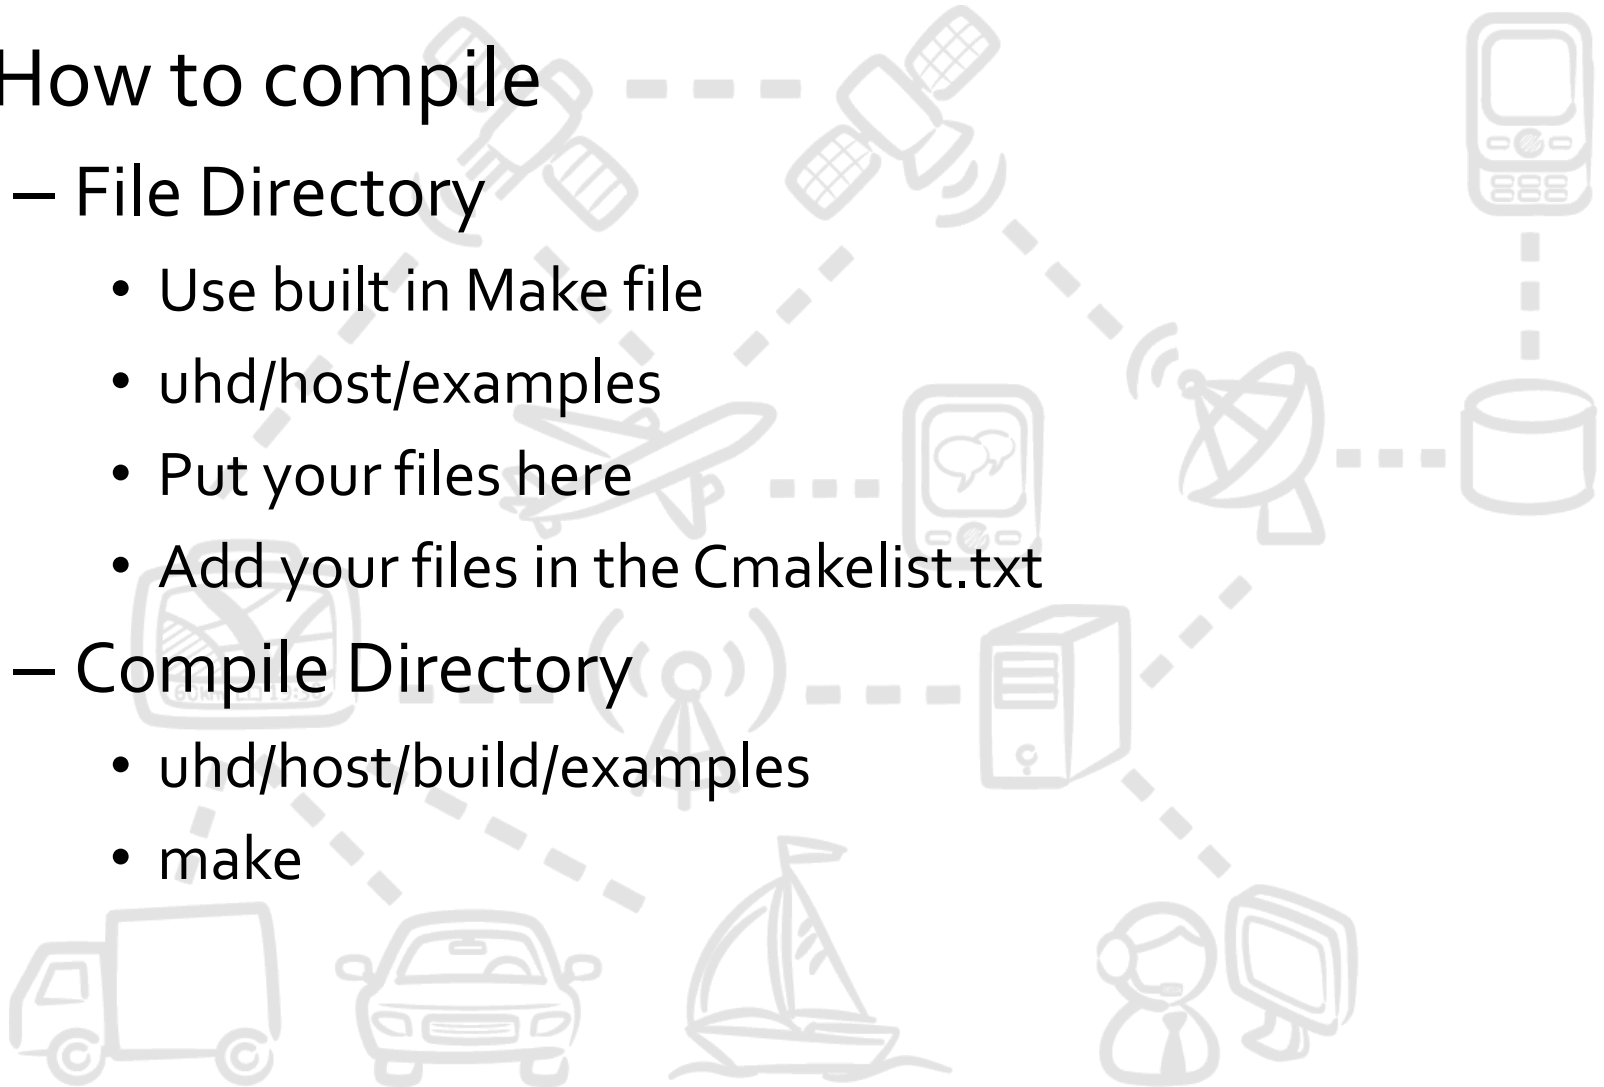 How to compile
– File Directory
• Use built in Make file
• uhd/host/examples
• Put your files here
• Add your files in the Cmakelist.txt
– Compile Directory
• uhd/host/build/examples
• make